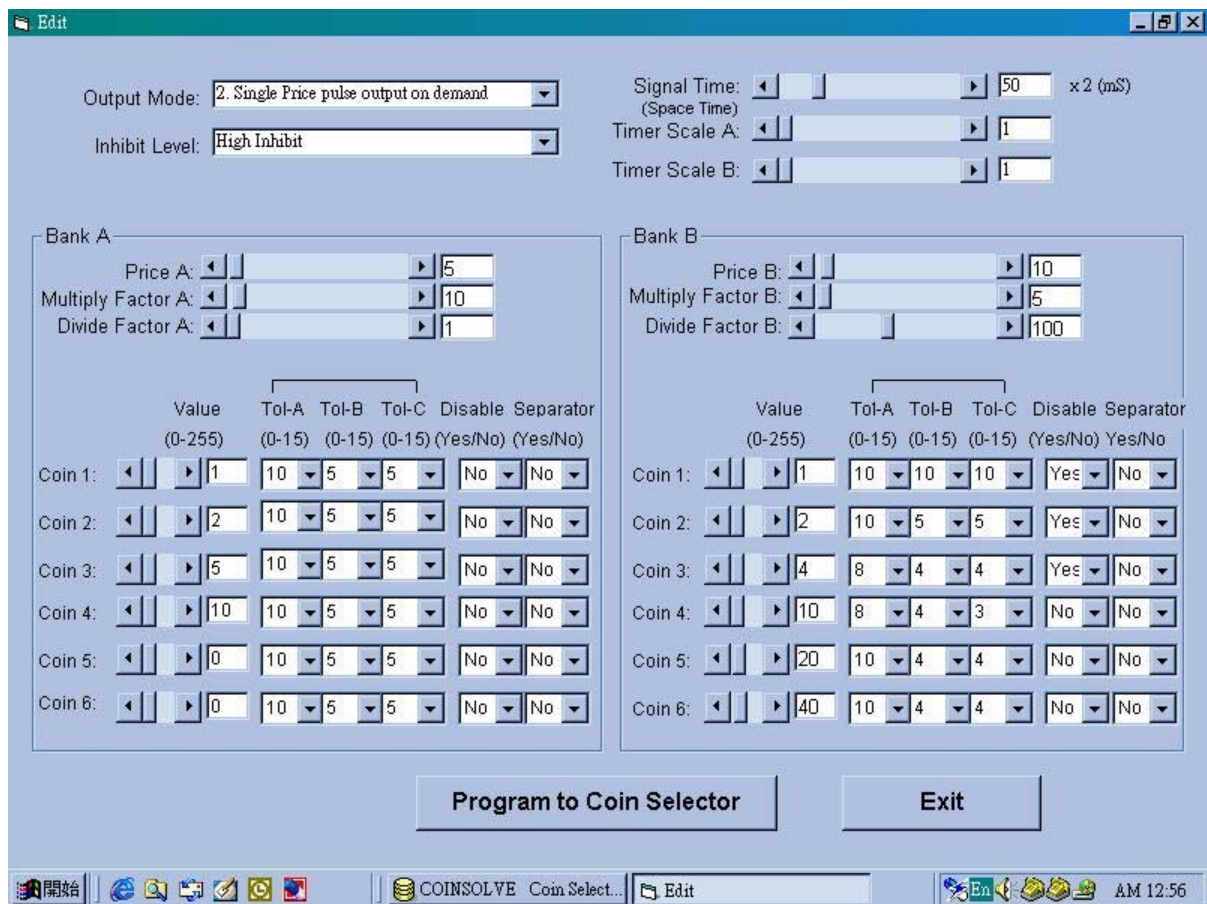 Edit
Output Mode: 2. Single Price pulse output on demand
Inhibit Level: High Inhibit
Signal Time: 50 x 2 (mS)
(Space Time)
Timer Scale A: 1
Timer Scale B: 1
Bank A
Price A: 5
Multiply Factor A: 10
Divide Factor A: 1
Value Tol-A Tol-B Tol-C Disable Separator
(0-255) (0-15) (0-15) (0-15) (Yes/No) (Yes/No)
Coin 1: 1 10 5 5 No No
Coin 2: 2 10 5 5 No No
Coin 3: 5 10 5 5 No No
Coin 4: 10 10 5 5 No No
Coin 5: 0 10 5 5 No No
Coin 6: 0 10 5 5 No No
Bank B
Price B: 10
Multiply Factor B: 5
Divide Factor B: 100
Value Tol-A Tol-B Tol-C Disable Separator
(0-255) (0-15) (0-15) (0-15) (Yes/No) Yes/No
Coin 1: 1 10 10 10 Yes No
Coin 2: 2 10 5 5 Yes No
Coin 3: 4 8 4 4 Yes No
Coin 4: 10 8 4 3 No No
Coin 5: 20 10 4 4 No No
Coin 6: 40 10 4 4 No No
Program to Coin Selector
Exit
開始 COINSOLVE Coin Select... Edit En AM 12:56